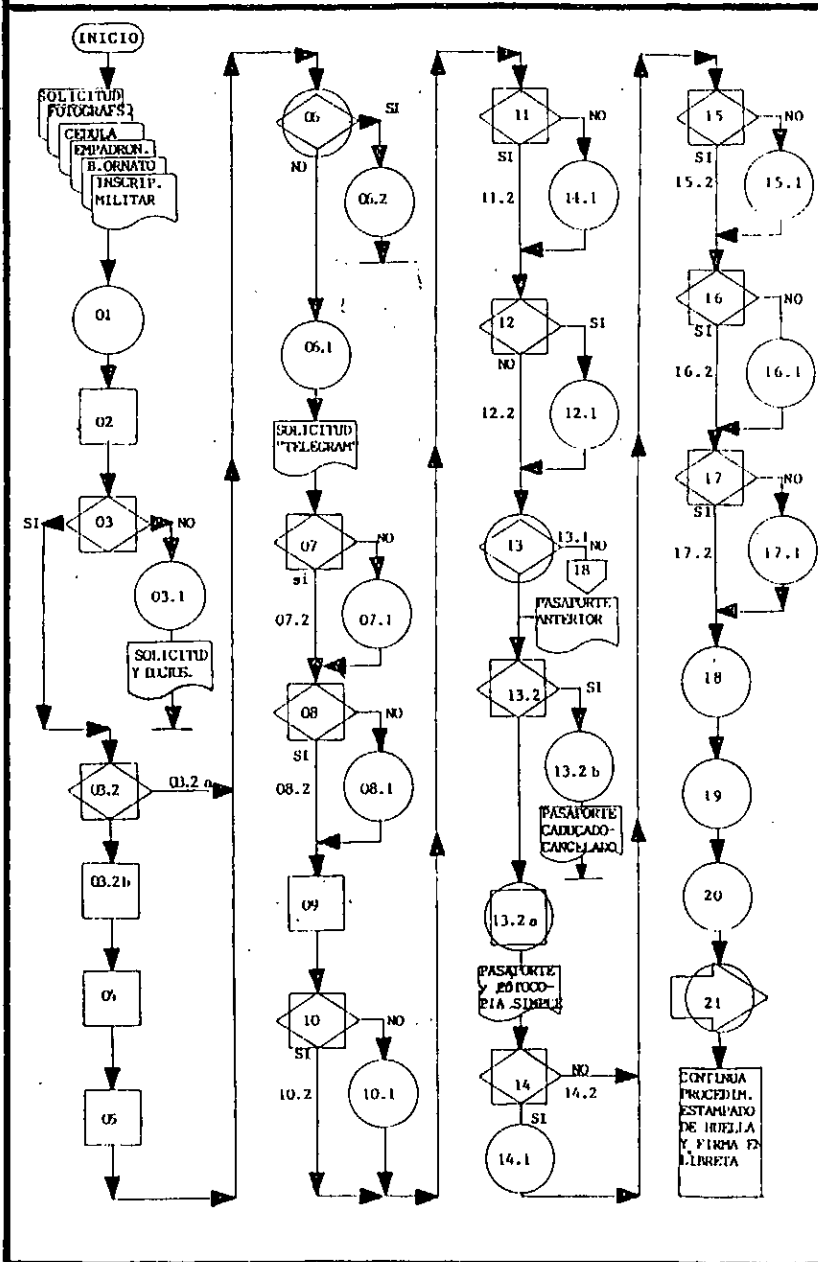 INICIO
SOLICITUD
FOTOGRAFS
CEDULA
EMPADRON.
B.ORNATO
INSCRIP.
MILITAR
01
02
SI
03
NO
03.1
SOLICITUD
Y DCTOS.
03.2
03.2 a
03.2b
04
05
06
SI
NO
06.2
06.1
SOLICITUD
"TELEGRAM"
07
NO
si
07.2
07.1
08
NO
SI
08.2
08.1
09
10
NO
SI
10.2
10.1
11
NO
SI
11.2
11.1
12
SI
NO
12.2
12.1
13
13.1
NO
18
PASAPORTE
ANTERIOR
13.2
SI
13.2 b
PASAPORTE
CADUCADO-
CANCELADO
13.2 a
PASAPORTE
y FOTOCO-
PIA SIMPLE
14
NO
14.2
SI
14.1
15
NO
SI
15.2
15.1
16
NO
SI
16.2
16.1
17
NO
SI
17.2
17.1
18
19
20
21
CONTINUA
PROCEDIM.
ESTAMPADO
DE HUELLA
Y FIRMA EN
LIBRETA